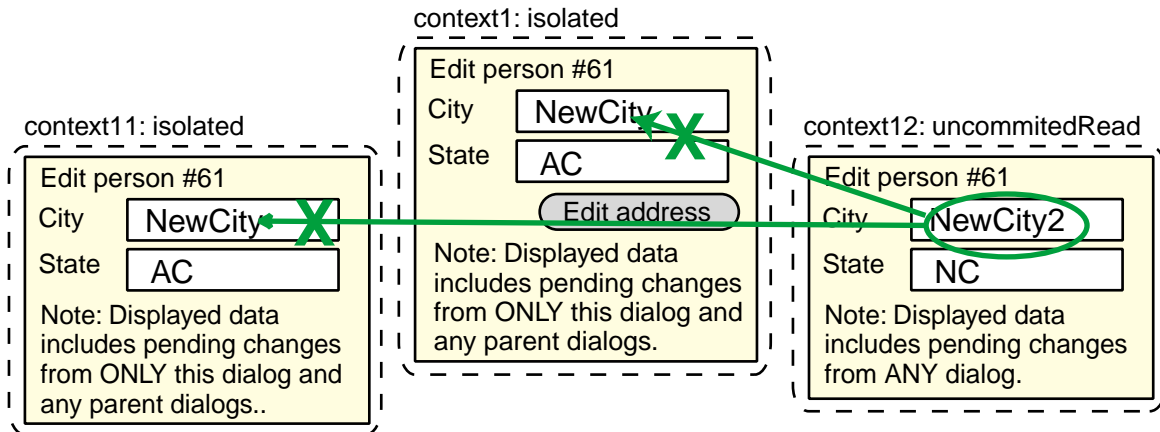 context1: isolated
Edit person #61
City NewCity
State AC
Edit address
Note: Displayed data
includes pending changes
from ONLY this dialog and
any parent dialogs.
context11: isolated
Edit person #61
City NewCity
State AC
Note: Displayed data
includes pending changes
from ONLY this dialog and
any parent dialogs..
context12: uncommitedRead
Edit person #61
City NewCity2
State NC
Note: Displayed data
includes pending changes
from ANY dialog.
X
X